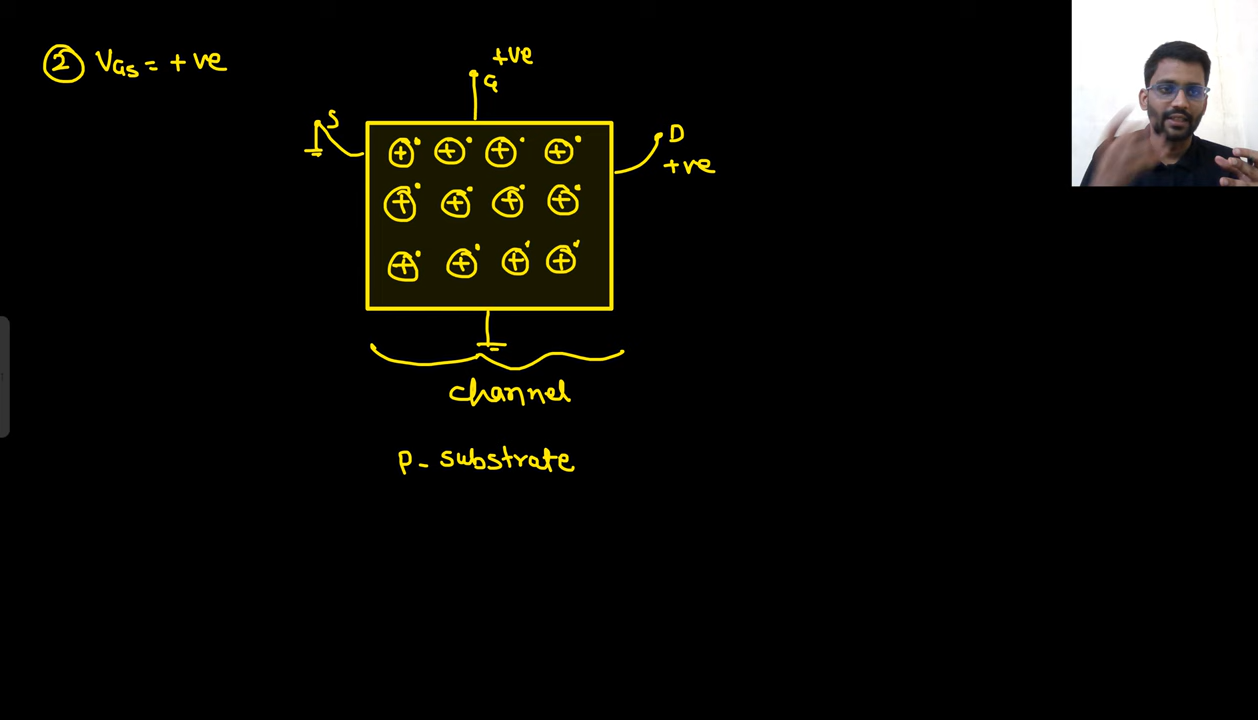 2 VGS = +ve
+ve
G
S
D
+ve
+ + + +
+ + + +
+ + + +
channel
P- substrate